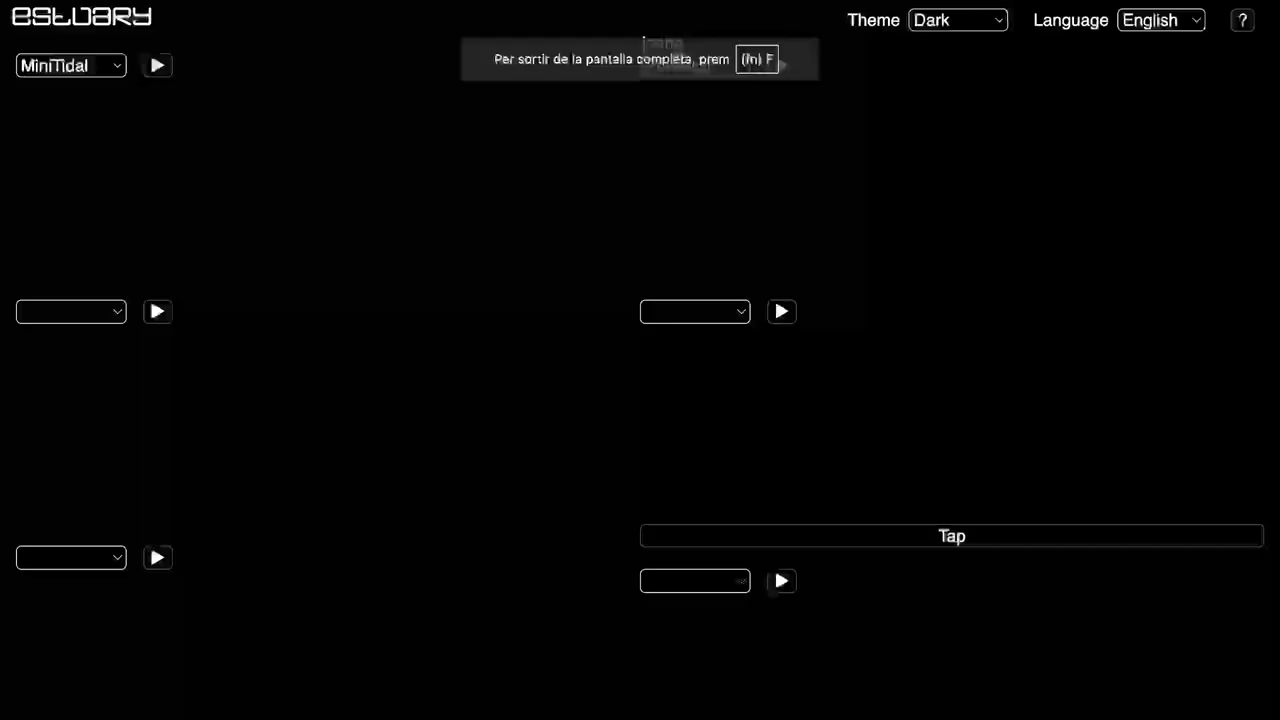 estuary
Theme Dark
Language English
?
MiniTidal
Per sortir de la pantalla completa, prem (fn) F
Tap